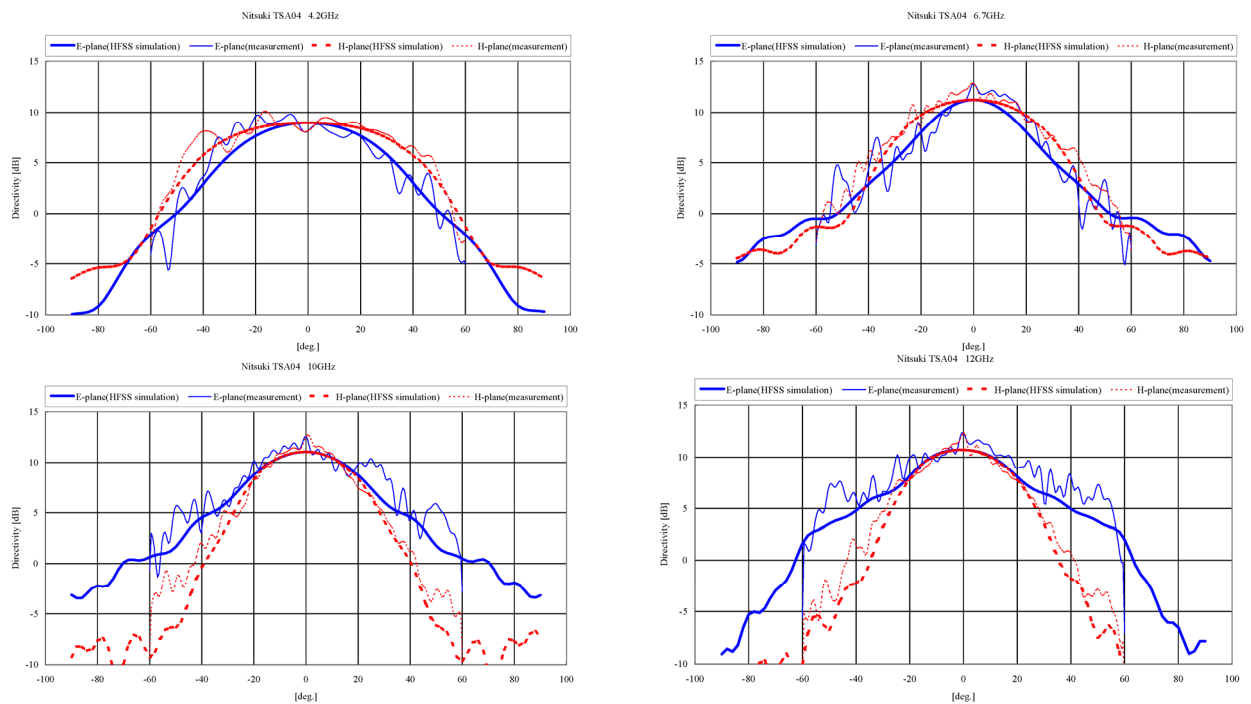 Nitsuki TSA04 4.2GHz
E-plane(HFSS simulation) E-plane(measurement) H-plane(HFSS simulation) H-plane(measurement)
15
10
5
0
-5
-10
Directivity [dB]
-100 -80 -60 -40 -20 0 20 40 60 80 100
[deg.]
Nitsuki TSA04 6.7GHz
E-plane(HFSS simulation) E-plane(measurement) H-plane(HFSS simulation) H-plane(measurement)
15
10
5
0
-5
-10
Directivity [dB]
-100 -80 -60 -40 -20 0 20 40 60 80 100
[deg.]
Nitsuki TSA04 10GHz
E-plane(HFSS simulation) E-plane(measurement) H-plane(HFSS simulation) H-plane(measurement)
15
10
5
0
-5
-10
Directivity [dB]
-100 -80 -60 -40 -20 0 20 40 60 80 100
[deg.]
Nitsuki TSA04 12GHz
E-plane(HFSS simulation) E-plane(measurement) H-plane(HFSS simulation) H-plane(measurement)
15
10
5
0
-5
-10
Directivity [dB]
-100 -80 -60 -40 -20 0 20 40 60 80 100
[deg.]